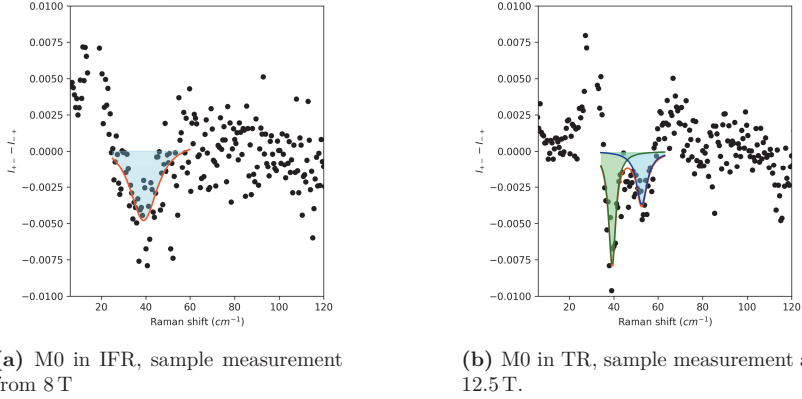 0.0100
0.0075
0.0050
0.0025
0.0000
−0.0025
−0.0050
−0.0075
−0.0100
I+− − I−+
20 40 60 80 100 120
Raman shift (cm⁻¹)
0.0100
0.0075
0.0050
0.0025
0.0000
−0.0025
−0.0050
−0.0075
−0.0100
I+− − I−+
20 40 60 80 100 120
Raman shift (cm⁻¹)
a) M0 in IFR, sample measurement
rom 8 T
(b) M0 in TR, sample measurement a
12.5 T.